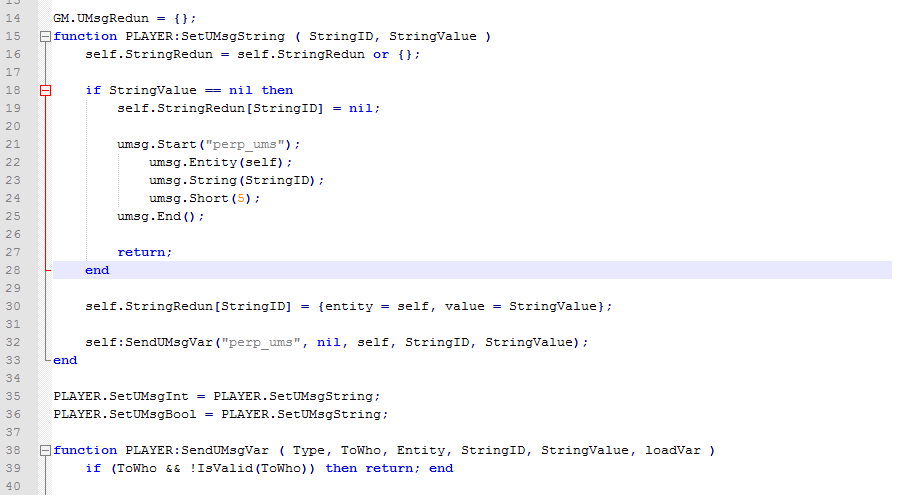 14 GM.UMsgRedun = {};
15 function PLAYER:SetUMsgString ( StringID, StringValue )
16 self.StringRedun = self.StringRedun or {};
17
18 if StringValue == nil then
19 self.StringRedun[StringID] = nil;
20
21 umsg.Start("perp_ums");
22 umsg.Entity(self);
23 umsg.String(StringID);
24 umsg.Short(5);
25 umsg.End();
26
27 return;
28 end
29
30 self.StringRedun[StringID] = {entity = self, value = StringValue};
31
32 self:SendUMsgVar("perp_ums", nil, self, StringID, StringValue);
33 end
34
35 PLAYER.SetUMsgInt = PLAYER.SetUMsgString;
36 PLAYER.SetUMsgBool = PLAYER.SetUMsgString;
37
38 function PLAYER:SendUMsgVar ( Type, ToWho, Entity, StringID, StringValue, loadVar )
39 if (ToWho && !IsValid(ToWho)) then return; end
40